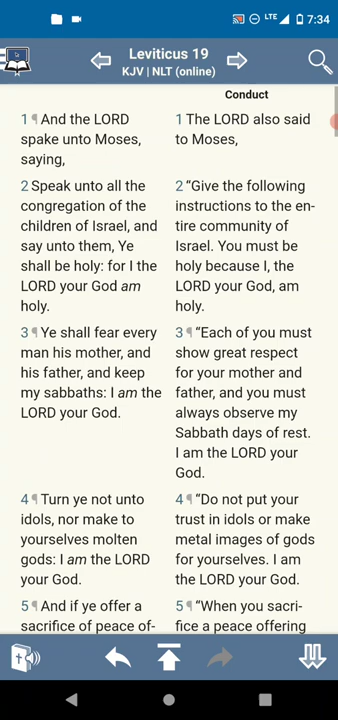 LTE 7:34
Leviticus 19
KJV | NLT (online)
Conduct
1 ¶ And the LORD
spake unto Moses,
saying,
2 Speak unto all the
congregation of the
children of Israel, and
say unto them, Ye
shall be holy: for I the
LORD your God am
holy.
3 ¶ Ye shall fear every
man his mother, and
his father, and keep
my sabbaths: I am the
LORD your God.
4 ¶ Turn ye not unto
idols, nor make to
yourselves molten
gods: I am the LORD
your God.
5 ¶ And if ye offer a
sacrifice of peace of-
1 The LORD also said
to Moses,
2 “Give the following
instructions to the en-
tire community of
Israel. You must be
holy because I, the
LORD your God, am
holy.
3 ¶ “Each of you must
show great respect
for your mother and
father, and you must
always observe my
Sabbath days of rest.
I am the LORD your
God.
4 ¶ “Do not put your
trust in idols or make
metal images of gods
for yourselves. I am
the LORD your God.
5 ¶ “When you sacri-
fice a peace offering